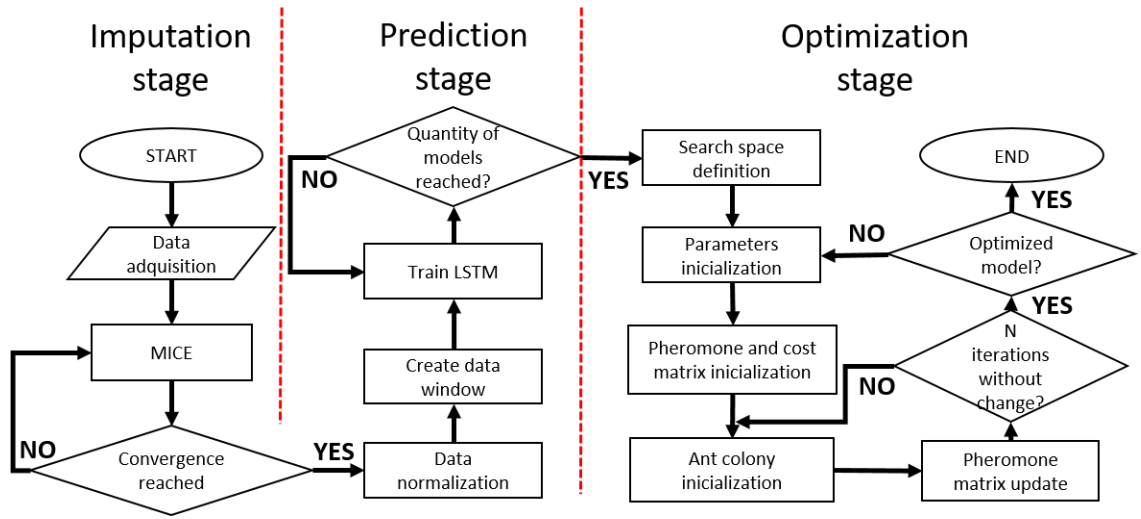 Imputation
stage
START
Data
adquisition
MICE
NO
Convergence
reached
YES
Prediction
stage
Quantity of
models
reached?
NO
YES
Train LSTM
Create data
window
Data
normalization
Optimization
stage
Search space
definition
Parameters
inicialization
Pheromone and cost
matrix inicialization
Ant colony
inicialization
Pheromone
matrix update
N
iterations
without
change?
NO
YES
Optimized
model?
NO
YES
END